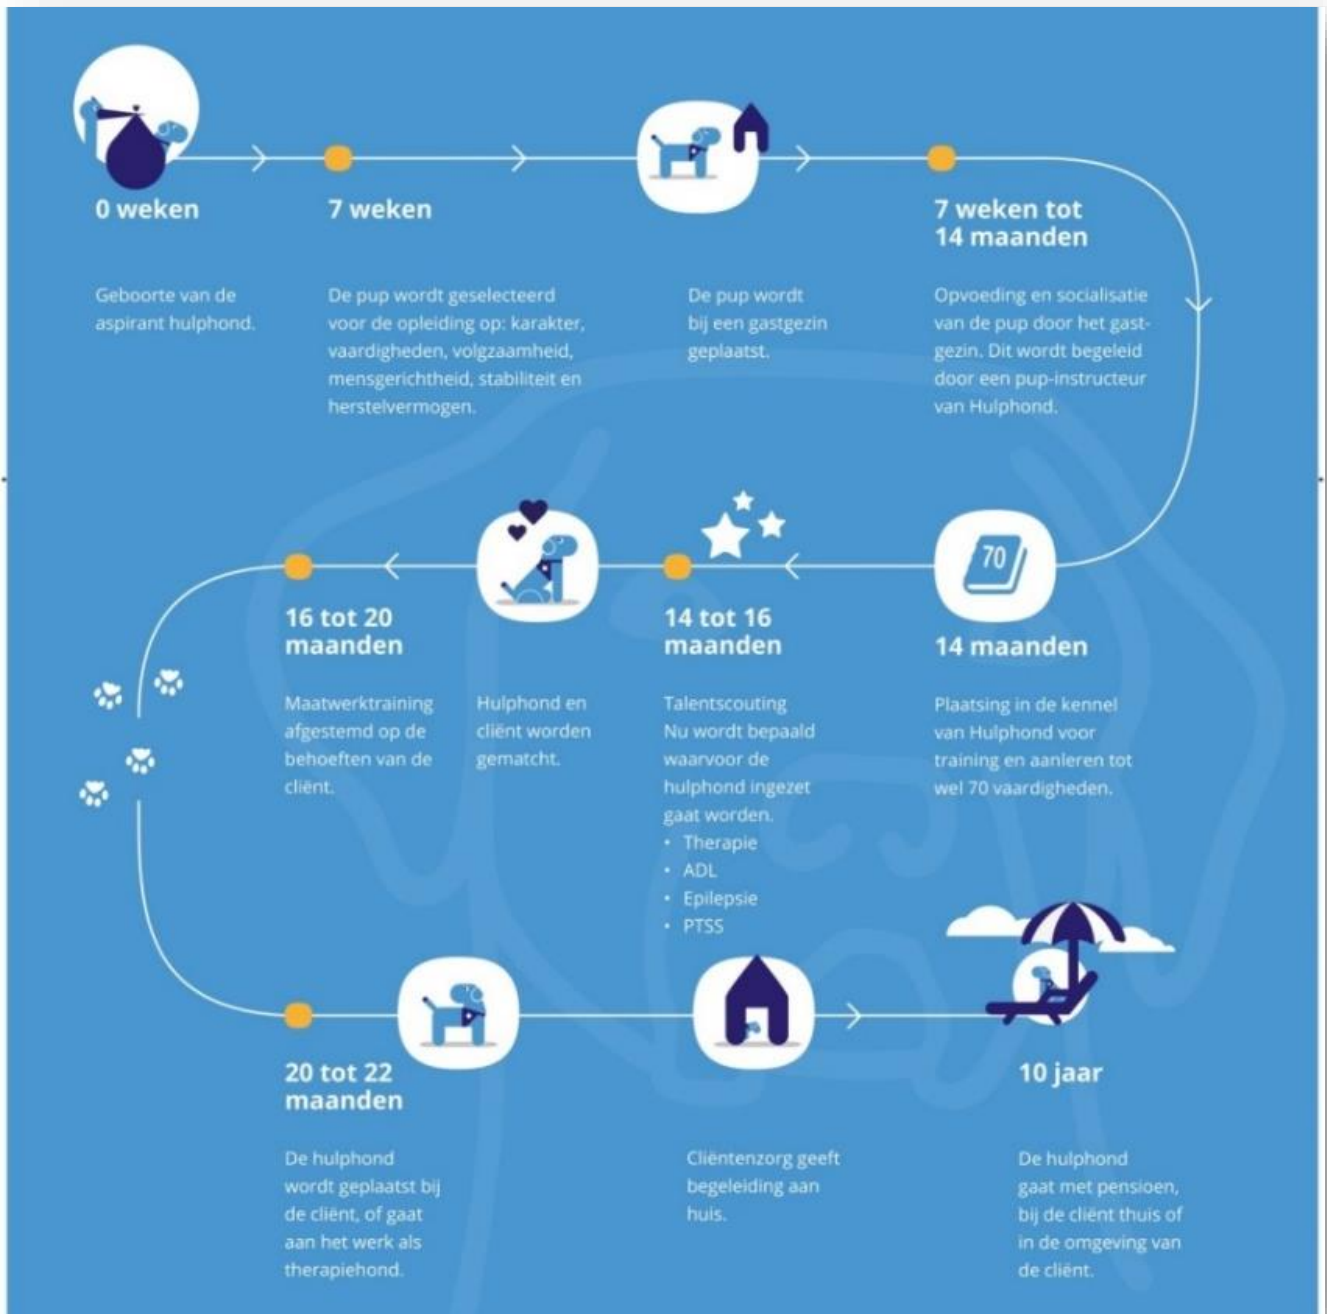 0 weken
Geboorte van de
aspirant hulphond.
7 weken
De pup wordt geselecteerd
voor de opleiding op: karakter,
vaardigheden, volgzaamheid,
mensgerichtheid, stabiliteit en
herstelvermogen.
De pup wordt
bij een gastgezin
geplaatst.
7 weken tot
14 maanden
Opvoeding en socialisatie
van de pup door het gast-
gezin. Dit wordt begeleid
door een pup-instructeur
van Hulphond.
70
14 maanden
Plaatsing in de kennel
van Hulphond voor
training en aanleren tot
wel 70 vaardigheden.
14 tot 16
maanden
Talentscouting
Nu wordt bepaald
waarvoor de
hulphond ingezet
gaat worden.
• Therapie
• ADL
• Epilepsie
• PTSS
Hulphond en
cliënt worden
gematcht.
16 tot 20
maanden
Maatwerktraining
afgestemd op de
behoeften van de
cliënt.
20 tot 22
maanden
De hulphond
wordt geplaatst bij
de cliënt, of gaat
aan het werk als
therapiehond.
Cliëntenzorg geeft
begeleiding aan
huis.
10 jaar
De hulphond
gaat met pensioen,
bij de cliënt thuis of
in de omgeving van
de cliënt.